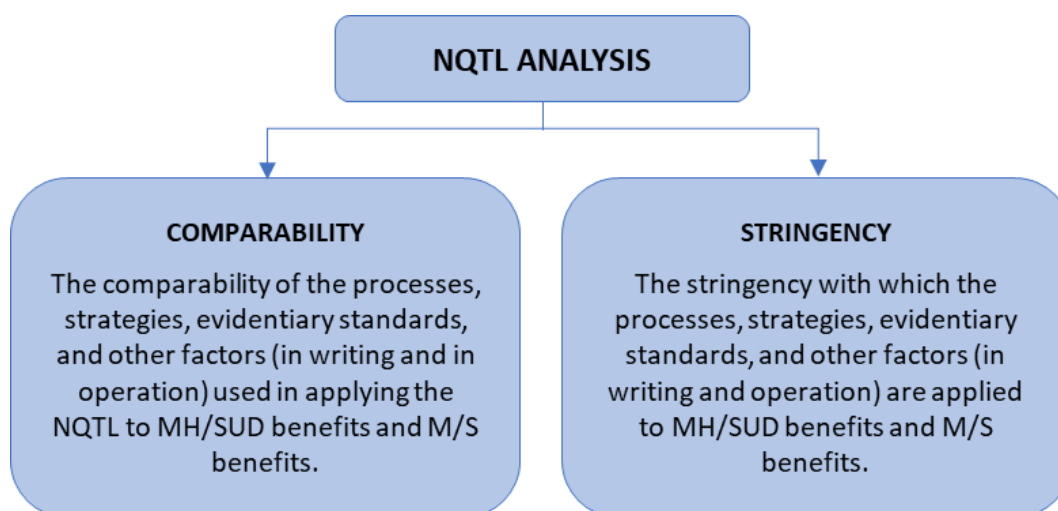 NQTL ANALYSIS
COMPARABILITY
The comparability of the processes,
strategies, evidentiary standards,
and other factors (in writing and in
operation) used in applying the
NQTL to MH/SUD benefits and M/S
benefits.
STRINGENCY
The stringency with which the
processes, strategies, evidentiary
standards, and other factors (in
writing and operation) are applied
to MH/SUD benefits and M/S
benefits.